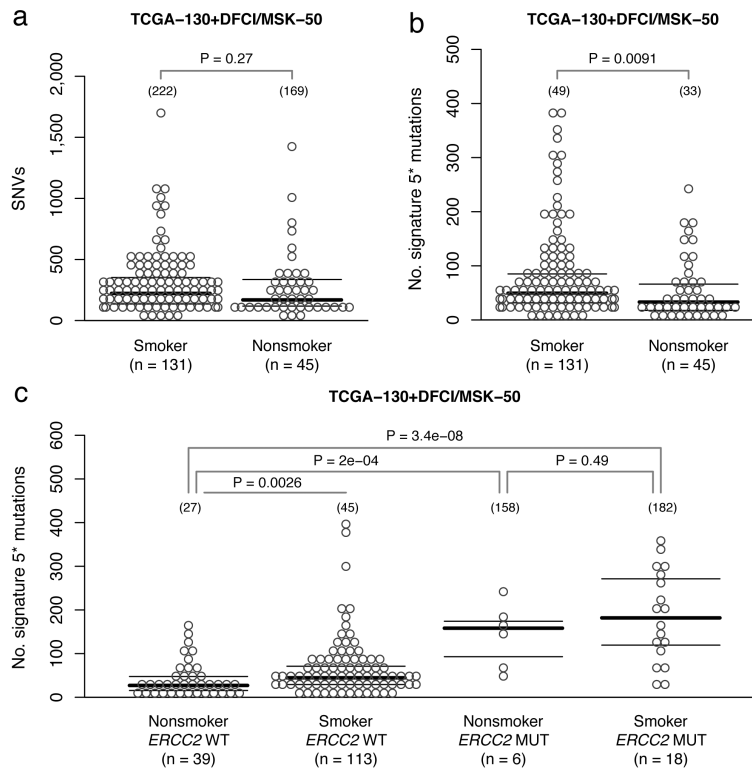 a
TCGA−130+DFCI/MSK−50
P = 0.27
(222)
(169)
SNVs
2,000
1,500
1000
500
0
Smoker
(n = 131)
Nonsmoker
(n = 45)
b
TCGA−130+DFCI/MSK−50
P = 0.0091
(49)
(33)
No. signature 5* mutations
500
400
300
200
100
0
Smoker
(n = 131)
Nonsmoker
(n = 45)
c
TCGA−130+DFCI/MSK−50
P = 3.4e−08
P = 2e−04
P = 0.49
P = 0.0026
(27)
(45)
(158)
(182)
No. signature 5* mutations
600
500
400
300
200
100
0
Nonsmoker
ERCC2 WT
(n = 39)
Smoker
ERCC2 WT
(n = 113)
Nonsmoker
ERCC2 MUT
(n = 6)
Smoker
ERCC2 MUT
(n = 18)